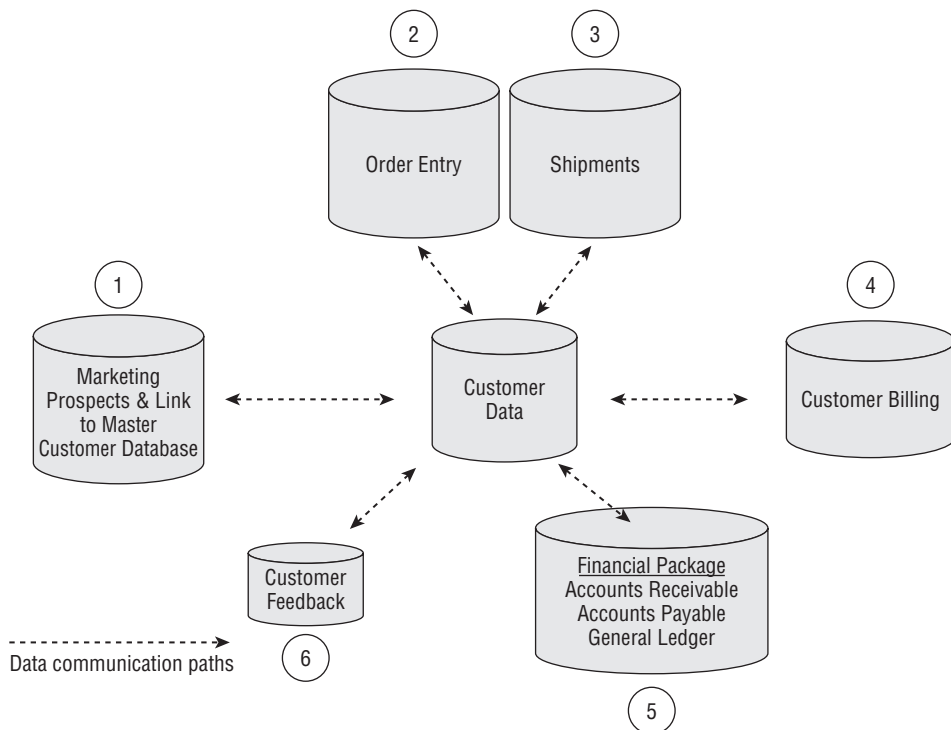 2
3
Order Entry
Shipments
1
4
Marketing
Prospects & Link
to Master
Customer Database
Customer
Data
Customer Billing
Customer
Feedback
Financial Package
Accounts Receivable
Accounts Payable
General Ledger
Data communication paths
6
5